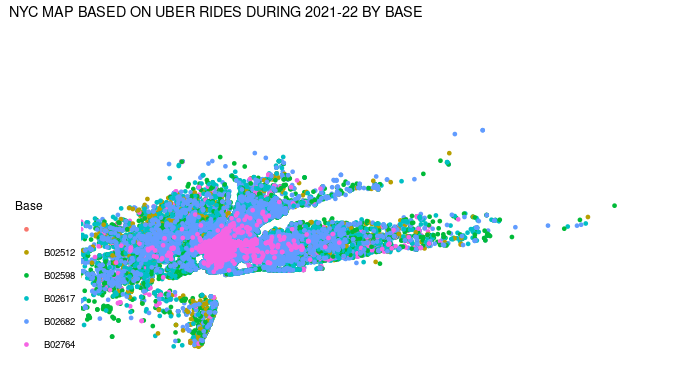 NYC MAP BASED ON UBER RIDES DURING 2021-22 BY BASE
Base
B02512
B02598
B02617
B02682
B02764